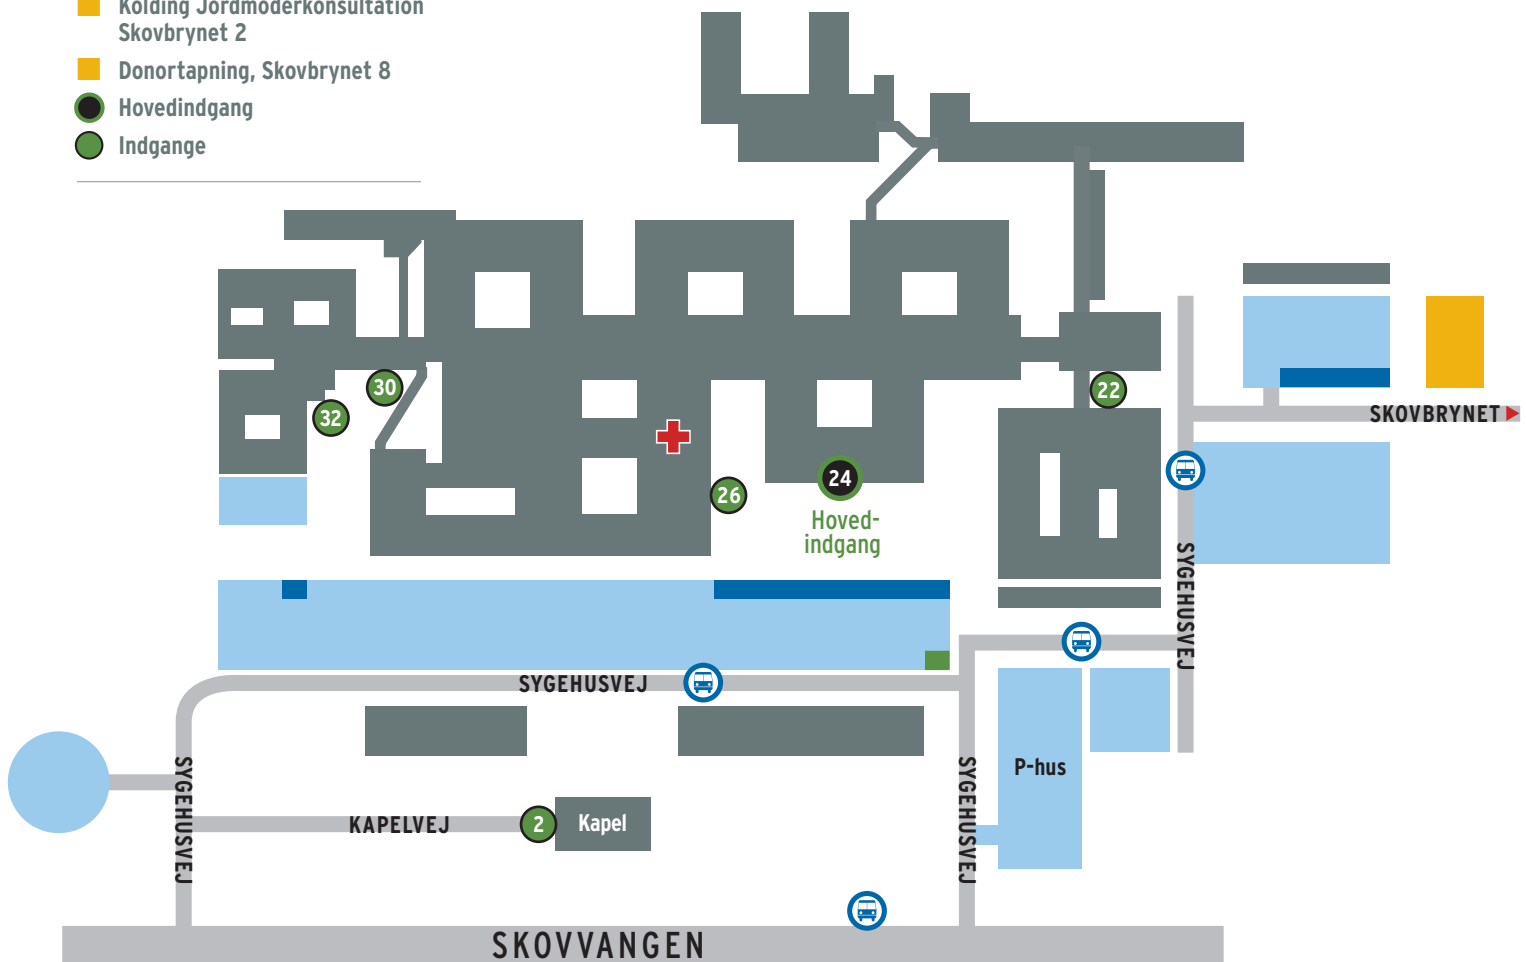 Kolding Jordmoderkonsultation
Skovbrynet 2
Donortapning, Skovbrynet 8
Hovedindgang
Indgange
30
32
22
SKOVBRYNET
24
26
Hoved-
indgang
SYGEHUSVEJ
SYGEHUSVEJ
SYGEHUSVEJ
SYGEHUSVEJ
P-hus
KAPELVEJ
2
Kapel
SKOVVANGEN